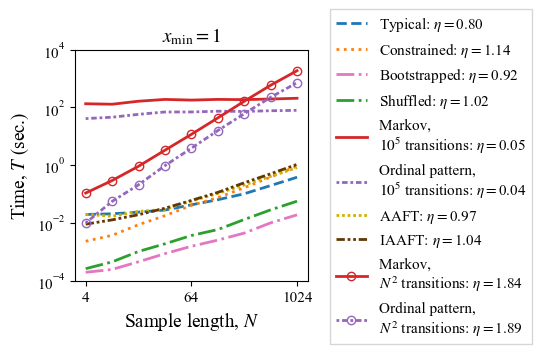 x_min = 1
Time, T (sec.)
10^4
10^2
10^0
10^−2
10^−4
4
64
1024
Sample length, N
Typical: η = 0.80
Constrained: η = 1.14
Bootstrapped: η = 0.92
Shuffled: η = 1.02
Markov,
10^5 transitions: η = 0.05
Ordinal pattern,
10^5 transitions: η = 0.04
AAFT: η = 0.97
IAAFT: η = 1.04
Markov,
N^2 transitions: η = 1.84
Ordinal pattern,
N^2 transitions: η = 1.89